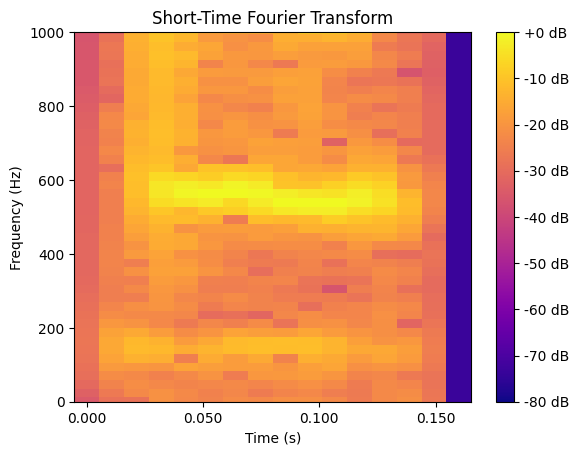 Short-Time Fourier Transform
1000
800
600
400
200
0
Frequency (Hz)
0.000
0.050
0.100
0.150
Time (s)
+0 dB
-10 dB
-20 dB
-30 dB
-40 dB
-50 dB
-60 dB
-70 dB
-80 dB